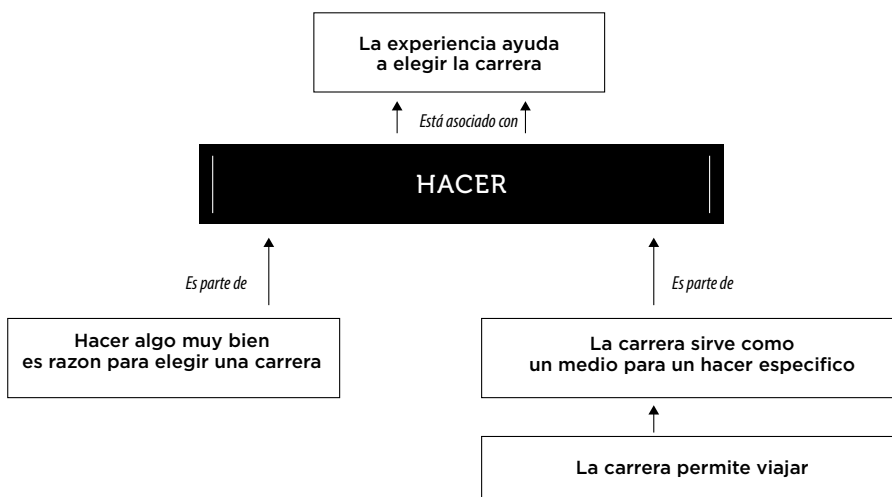 La experiencia ayuda
a elegir la carrera
Está asociado con
HACER
Es parte de
Es parte de
Hacer algo muy bien
es razon para elegir una carrera
La carrera sirve como
un medio para un hacer especifico
La carrera permite viajar